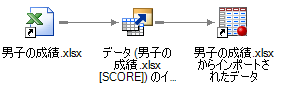 男子の成績.xlsx
データ (男子の
成績.xlsx
[SCORE]) のイ...
男子の成績.xlsx
からインポートさ
れたデータ